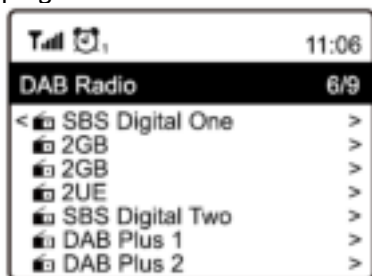 11:06
DAB Radio 6/9
< SBS Digital One >
2GB >
2GB >
2UE >
SBS Digital Two >
DAB Plus 1 >
DAB Plus 2 >